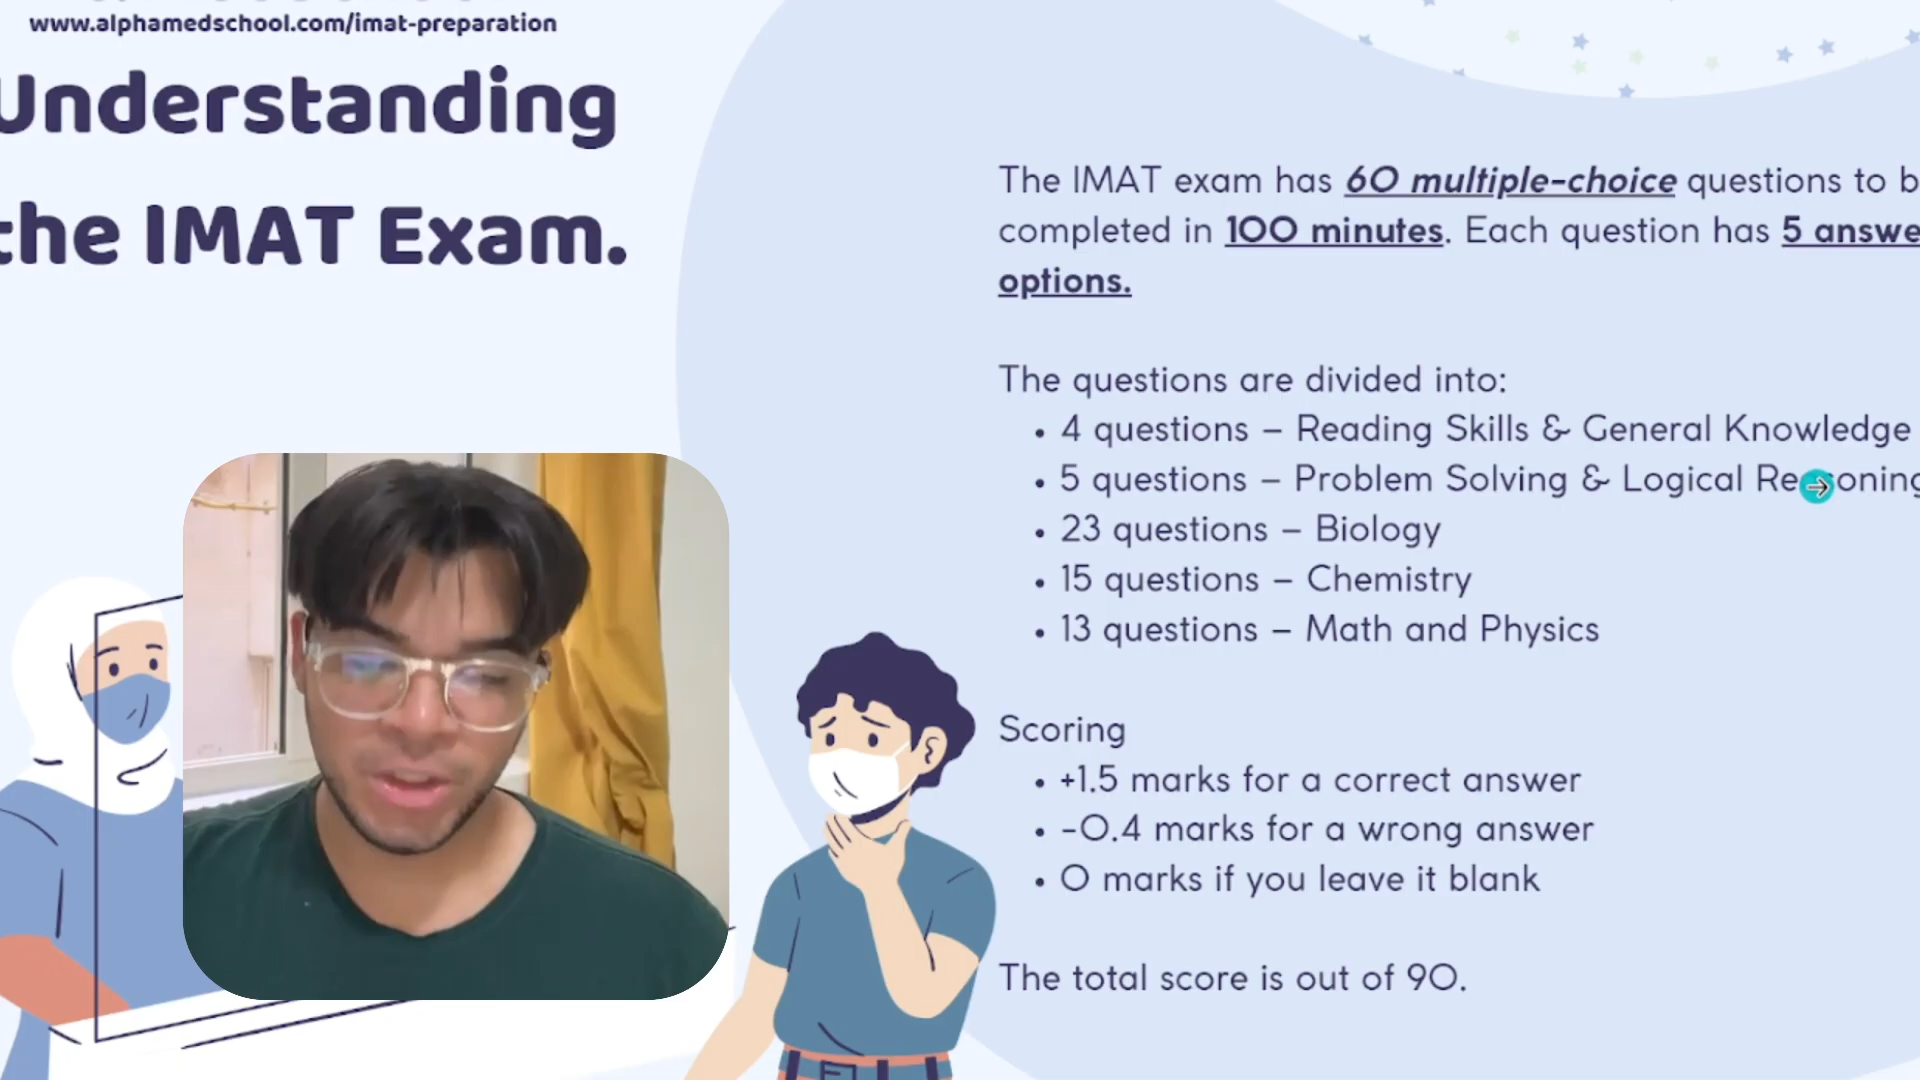 www.alphamedschool.com/imat-preparation
Understanding
the IMAT Exam.
The IMAT exam has 60 multiple-choice questions to b
completed in 100 minutes. Each question has 5 answe
options.
The questions are divided into:
• 4 questions – Reading Skills & General Knowledge
• 5 questions – Problem Solving & Logical
• 23 questions – Biology
• 15 questions – Chemistry
• 13 questions – Math and Physics
Scoring
• +1.5 marks for a correct answer
• -0.4 marks for a wrong answer
• 0 marks if you leave it blank
The total score is out of 90.